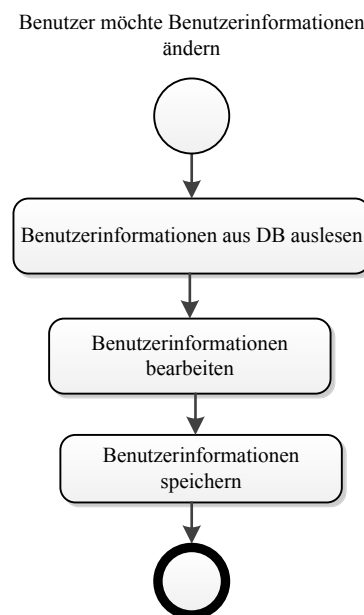 Benutzer möchte Benutzerinformationen
ändern
Benutzerinformationen aus DB auslesen
Benutzerinformationen
bearbeiten
Benutzerinformationen
speichern